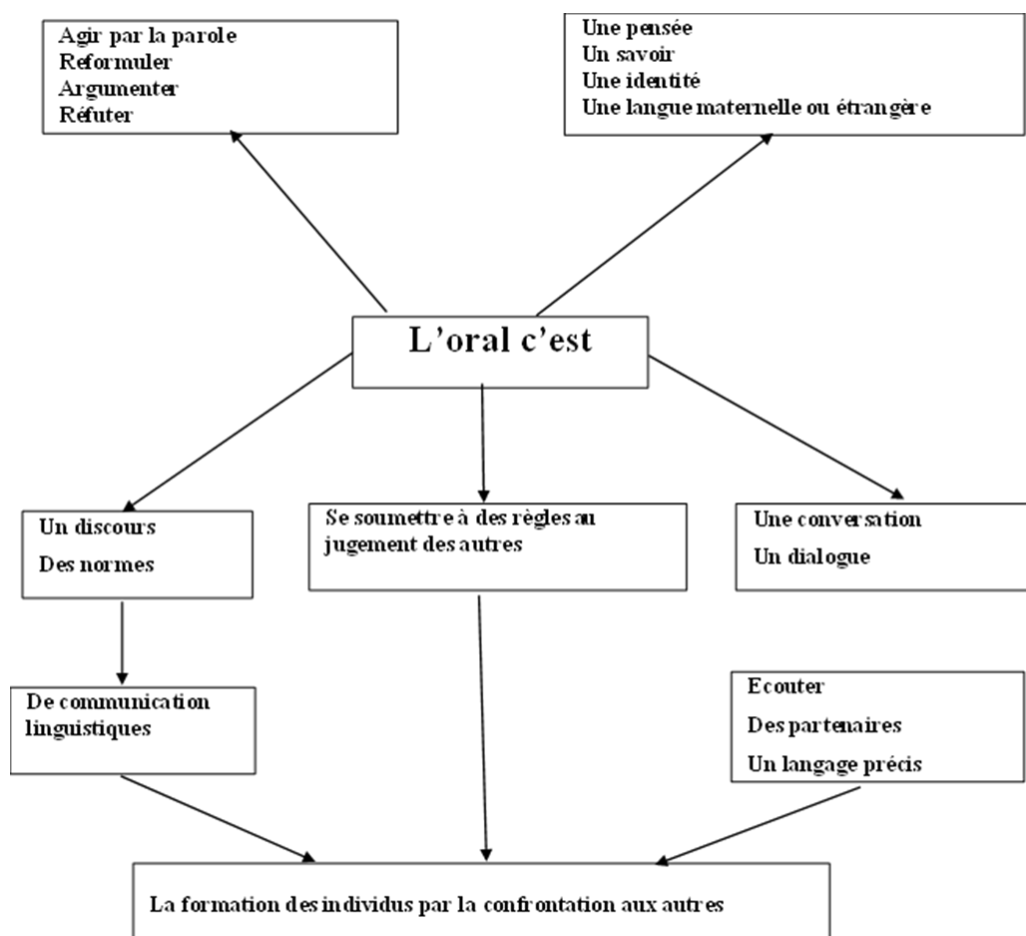 Agir par la parole
Reformuler
Argumenter
Réfuter
Une pensée
Un savoir
Une identité
Une langue maternelle ou étrangère
L'oral c'est
Un discours
Des normes
Se soumettre à des règles au
jugement des autres
Une conversation
Un dialogue
De communication
linguistiques
Ecouter
Des partenaires
Un langage précis
La formation des individus par la confrontation aux autres